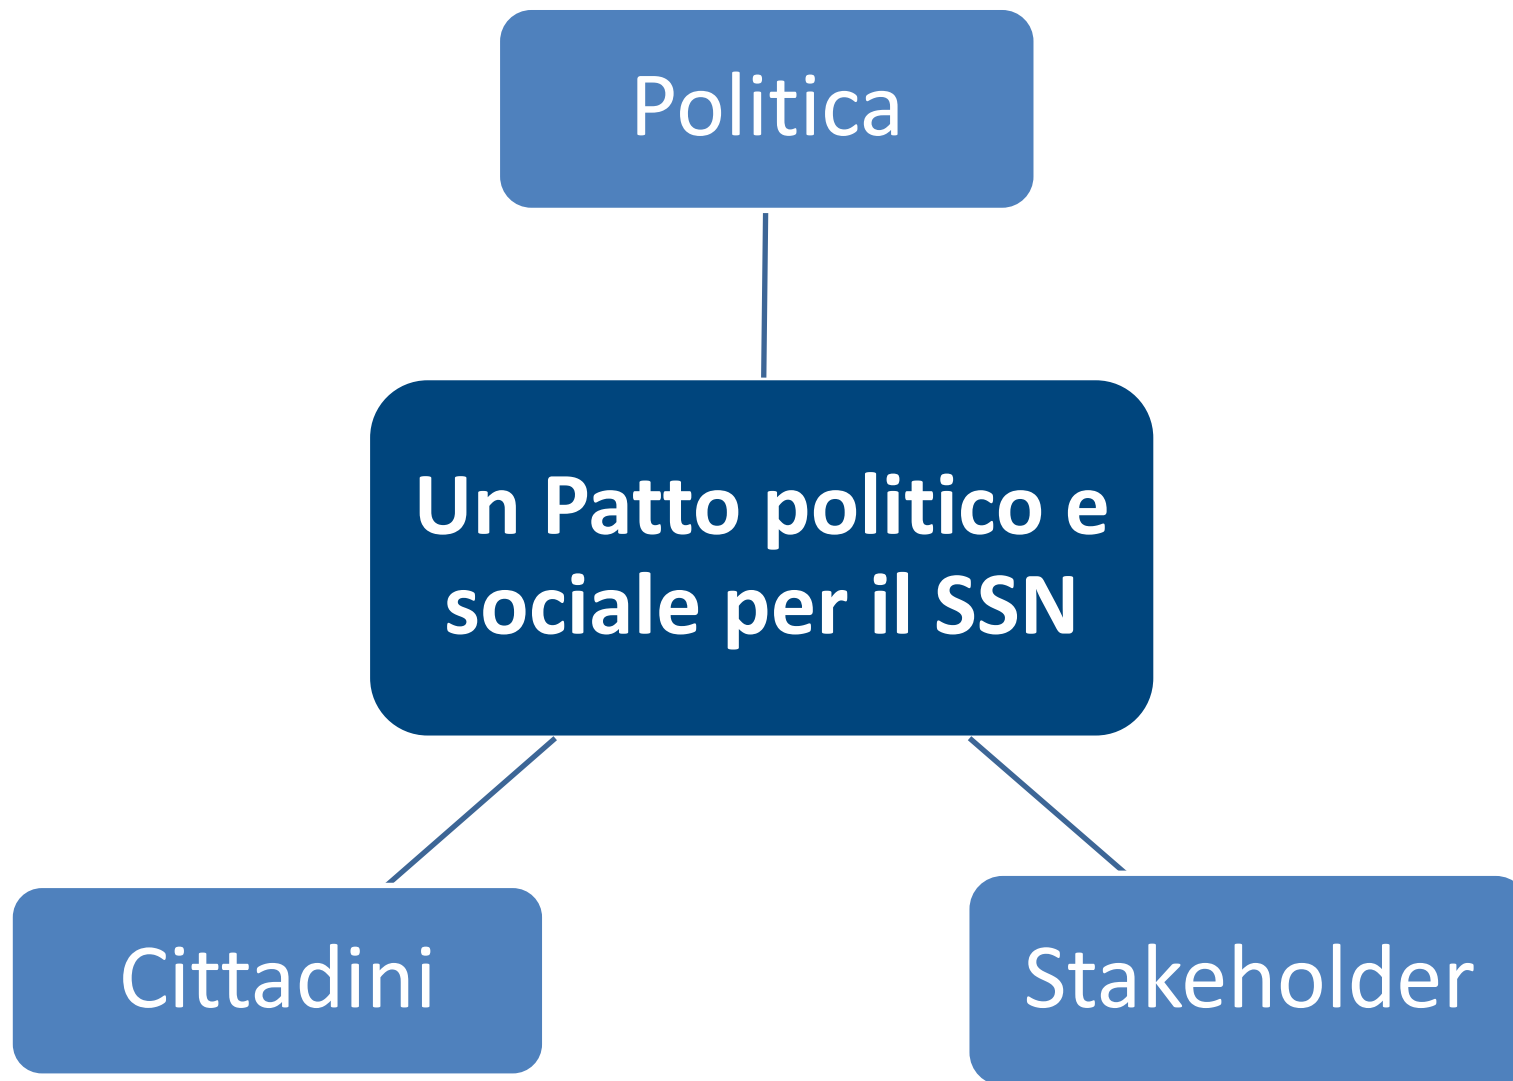 Politica
Un Patto politico e
sociale per il SSN
Cittadini
Stakeholder